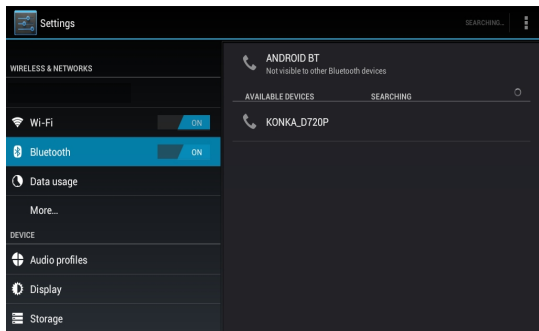 Settings
SEARCHING...
WIRELESS & NETWORKS
Wi-Fi
ON
Bluetooth
ON
Data usage
More...
DEVICE
Audio profiles
Display
Storage
ANDROID BT
Not visible to other Bluetooth devices
AVAILABLE DEVICES SEARCHING
KONKA_D720P